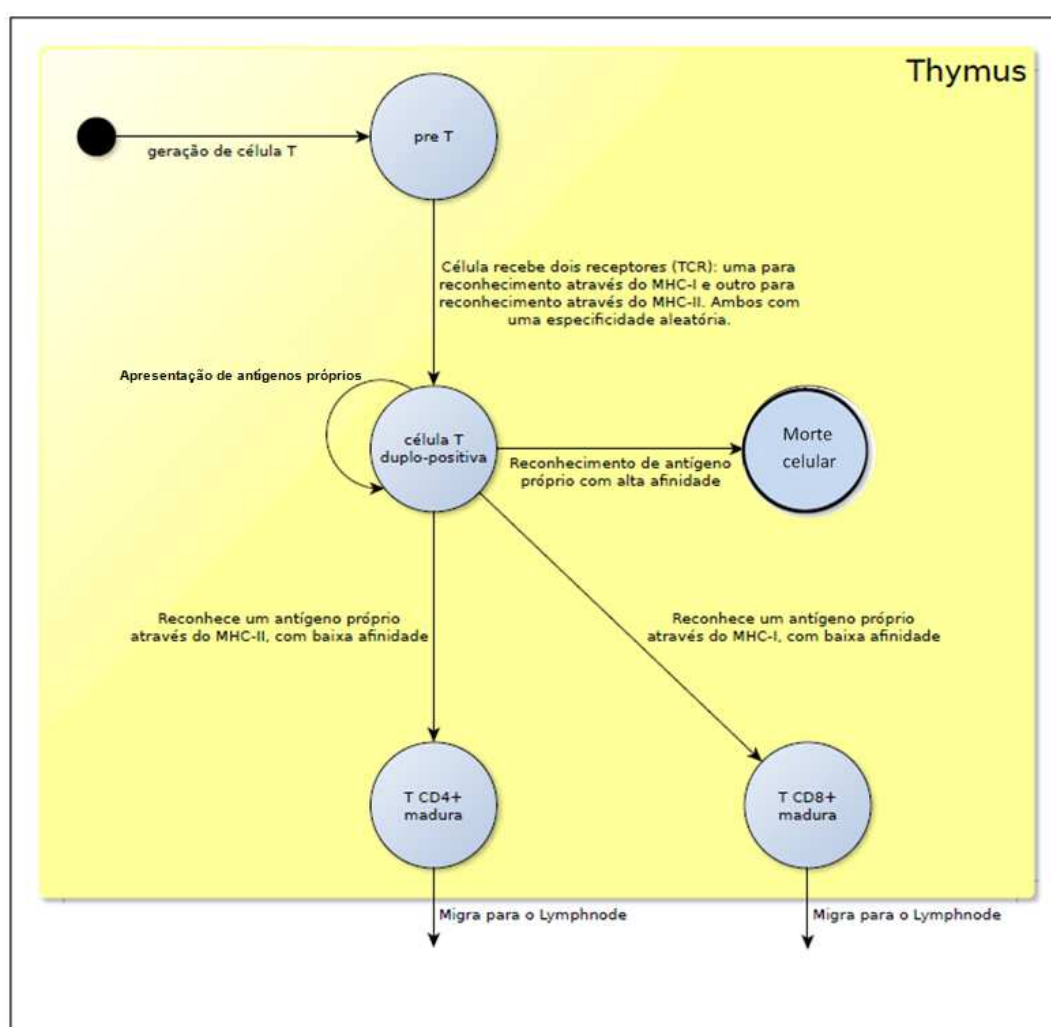 Thymus
pre T
geração de célula T
Célula recebe dois receptores (TCR): uma para
reconhecimento através do MHC-I e outro para
reconhecimento através do MHC-II. Ambos com
uma especificidade aleatória.
Apresentação de antígenos próprios
célula T
duplo-positiva
Reconhecimento de antígeno
próprio com alta afinidade
Morte
celular
Reconhece um antígeno próprio
através do MHC-II, com baixa afinidade
Reconhece um antígeno próprio
através do MHC-I, com baixa afinidade
T CD4+
madura
T CD8+
madura
Migra para o Lymphnode
Migra para o Lymphnode